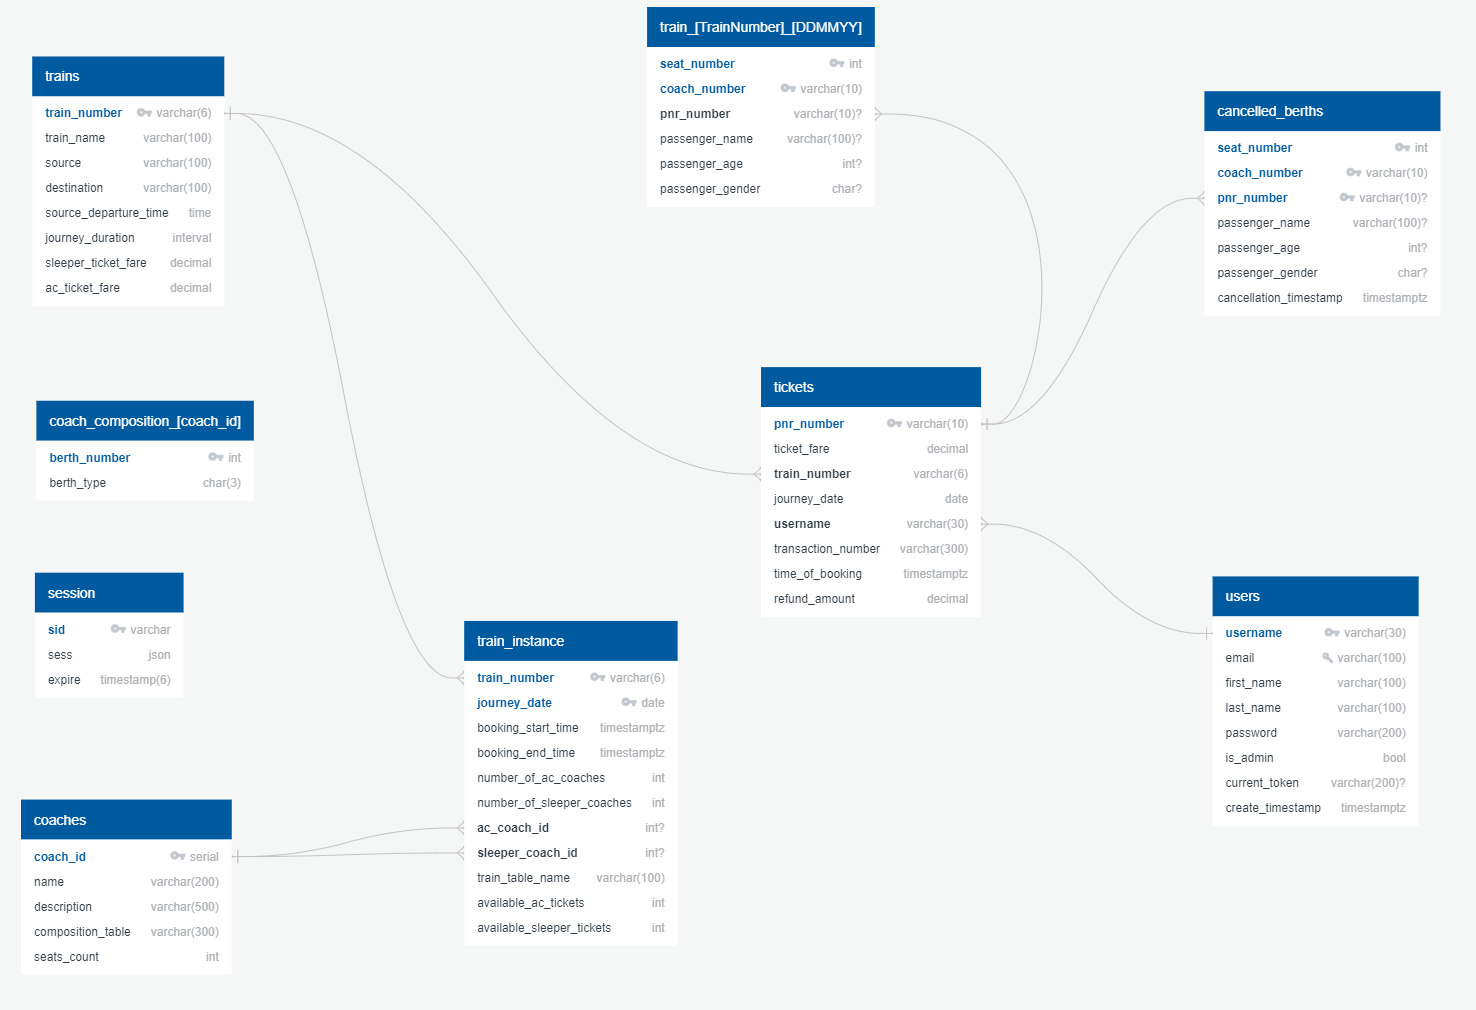 train_[TrainNumber]_[DDMMYY]
seat_number int
coach_number varchar(10)
pnr_number varchar(10)?
passenger_name varchar(100)?
passenger_age int?
passenger_gender char?
trains
train_number varchar(6)
train_name varchar(100)
source varchar(100)
destination varchar(100)
source_departure_time time
journey_duration interval
sleeper_ticket_fare decimal
ac_ticket_fare decimal
cancelled_berths
seat_number int
coach_number varchar(10)
pnr_number varchar(10)?
passenger_name varchar(100)?
passenger_age int?
passenger_gender char?
cancellation_timestamp timestamptz
tickets
pnr_number varchar(10)
ticket_fare decimal
train_number varchar(6)
journey_date date
username varchar(30)
transaction_number varchar(300)
time_of_booking timestamptz
refund_amount decimal
coach_composition_[coach_id]
berth_number int
berth_type char(3)
session
sid varchar
sess json
expire timestamp(6)
users
username varchar(30)
email varchar(100)
first_name varchar(100)
last_name varchar(100)
password varchar(200)
is_admin bool
current_token varchar(200)?
create_timestamp timestamptz
train_instance
train_number varchar(6)
journey_date date
booking_start_time timestamptz
booking_end_time timestamptz
number_of_ac_coaches int
number_of_sleeper_coaches int
ac_coach_id int?
sleeper_coach_id int?
train_table_name varchar(100)
available_ac_tickets int
available_sleeper_tickets int
coaches
coach_id serial
name varchar(200)
description varchar(500)
composition_table varchar(300)
seats_count int